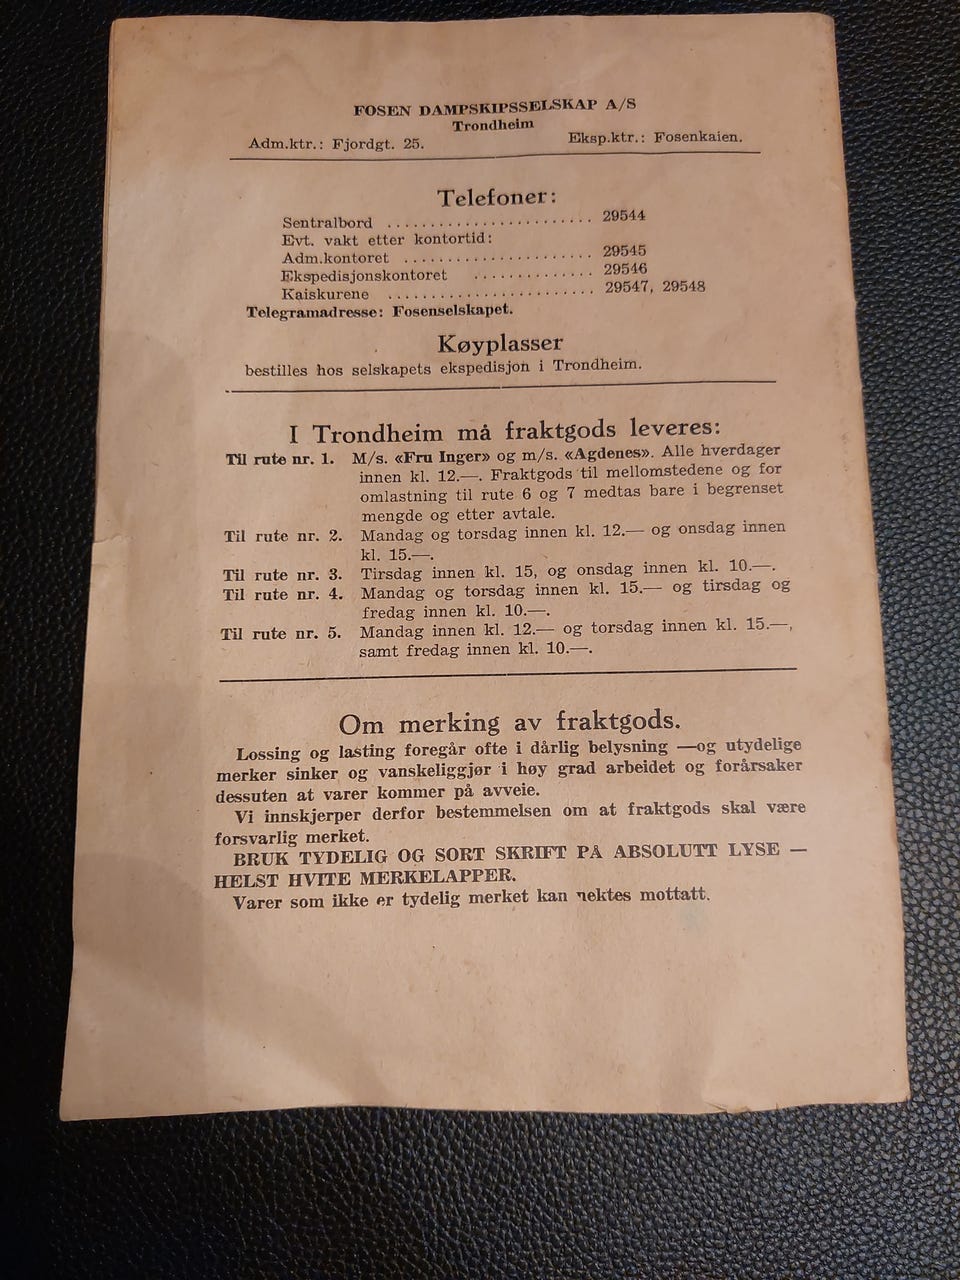 FOSEN DAMPSKIPSSELSKAP A/S
Trondheim
Adm.ktr.: Fjordgt. 25. Eksp.ktr.: Fosenkaien.
Telefoner:
Sentralbord ........................ 29544
Evt. vakt etter kontortid:
Adm.kontoret ...................... 29545
Ekspedisjonskontoret .............. 29546
Kaiskurene ........................ 29547, 29548
Telegramadresse: Fosenselskapet.
Køyplasser
bestilles hos selskapets ekspedisjon i Trondheim.
I Trondheim må fraktgods leveres:
Til rute nr. 1. M/s. «Fru Inger» og m/s. «Agdenes». Alle hverdager
innen kl. 12.—. Fraktgods til mellomstedene og for
omlastning til rute 6 og 7 medtas bare i begrenset
mengde og etter avtale.
Til rute nr. 2. Mandag og torsdag innen kl. 12.— og onsdag innen
kl. 15.—.
Til rute nr. 3. Tirsdag innen kl. 15, og onsdag innen kl. 10.—.
Til rute nr. 4. Mandag og torsdag innen kl. 15.— og tirsdag og
fredag innen kl. 10.—.
Til rute nr. 5. Mandag innen kl. 12.— og torsdag innen kl. 15.—,
samt fredag innen kl. 10.—.
Om merking av fraktgods.
Lossing og lasting foregår ofte i dårlig belysning —og utydelige
merker sinker og vanskeliggjør i høy grad arbeidet og forårsaker
dessuten at varer kommer på avveie.
Vi innskjerper derfor bestemmelsen om at fraktgods skal være
forsvarlig merket.
BRUK TYDELIG OG SORT SKRIFT PÅ ABSOLUTT LYSE —
HELST HVITE MERKELAPPER.
Varer som ikke er tydelig merket kan nektes mottatt.